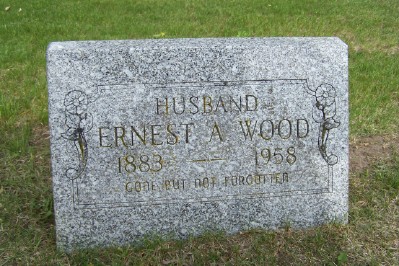 HUSBAND
ERNEST A. WOOD
1883 — 1958
GONE BUT NOT FORGOTTEN